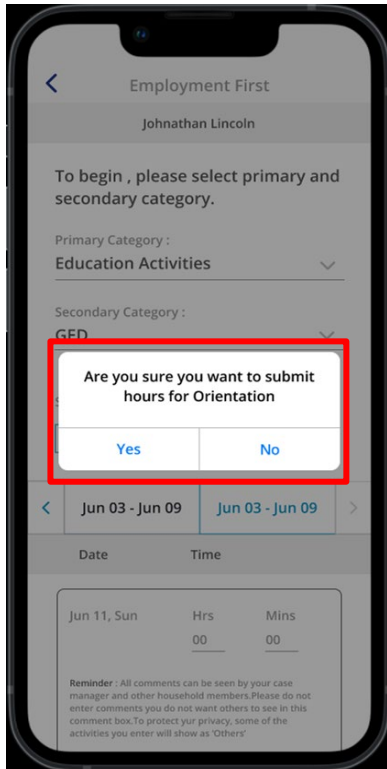 Employment First
Johnathan Lincoln
To begin , please select primary and
secondary category.
Primary Category :
Education Activities
Secondary Category :
GED
Are you sure you want to submit
hours for Orientation
Yes
No
Jun 03 - Jun 09
Jun 03 - Jun 09
Date Time
Jun 11, Sun Hrs Mins
00 00
Reminder : All comments can be seen by your case
manager and other household members.Please do not
enter comments you do not want others to see in this
comment box.To protect yur privacy, some of the
activities you enter will show as 'Others'